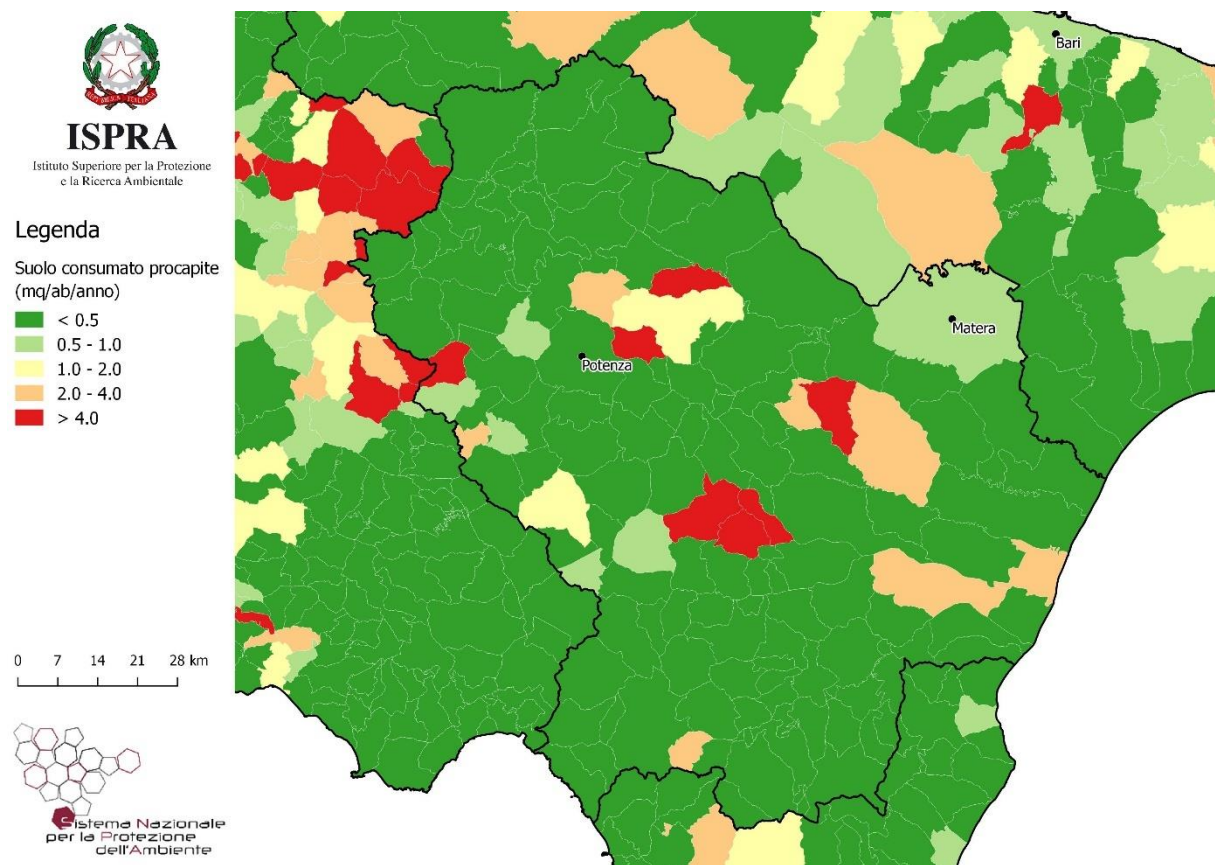 REPVBBLICA ITALIANA
ISPRA
Istituto Superiore per la Protezione
e la Ricerca Ambientale
Legenda
Suolo consumato procapite
(mq/ab/anno)
< 0.5
0.5 - 1.0
1.0 - 2.0
2.0 - 4.0
> 4.0
0 7 14 21 28 km
Sistema Nazionale
per la Protezione
dell'Ambiente
Bari
Matera
Potenza